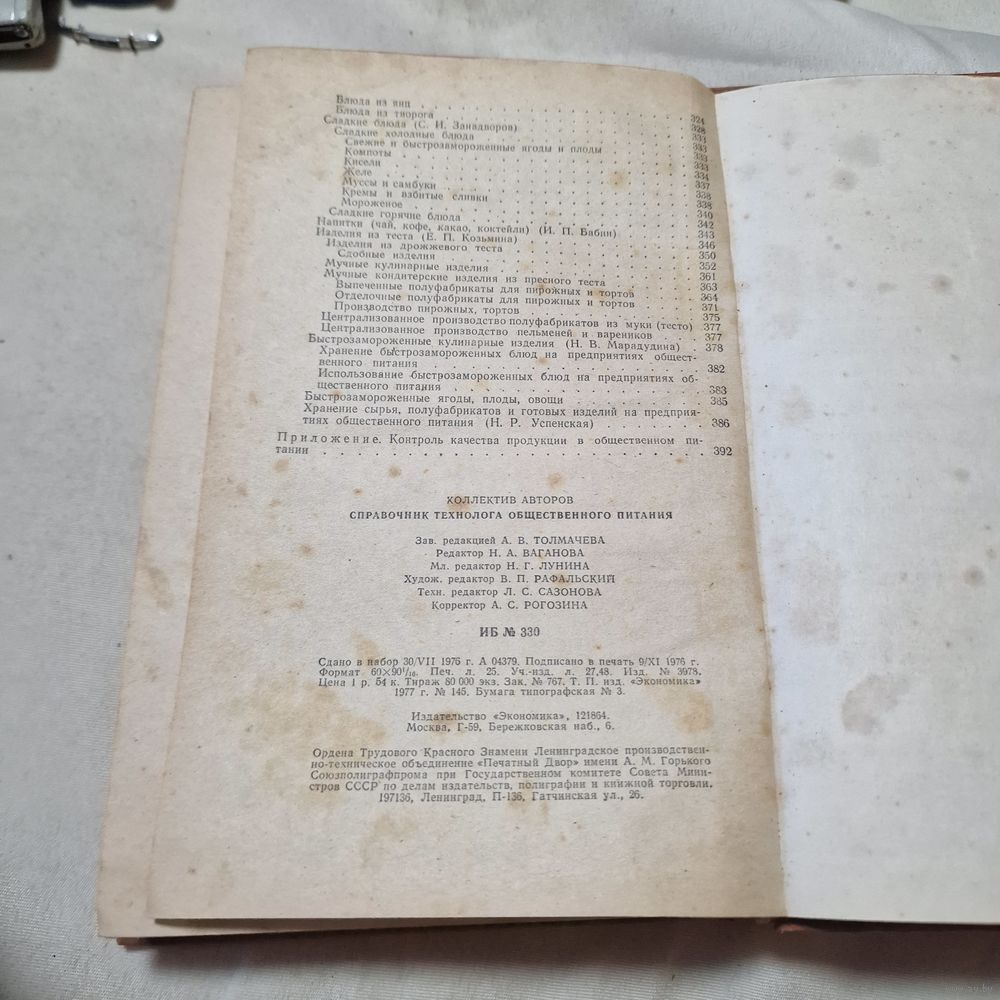 Блюда из яиц . . . 324
Блюда из творога . . . 328
Сладкие блюда (С. И. Занадворов) . . . 333
Сладкие холодные блюда . . . 333
Свежие и быстрозамороженные ягоды и плоды . . . 333
Компоты . . . 333
Кисели . . . 334
Желе . . . 337
Муссы и самбуки . . . 338
Кремы и взбитые сливки . . . 338
Мороженое . . . 340
Сладкие горячие блюда . . . 342
Напитки (чай, кофе, какао, коктейли) (И. П. Бабин) . . . 343
Изделия из теста (Е. П. Козьмина) . . . 346
Изделия из дрожжевого теста . . . 350
Сдобные изделия . . . 352
Мучные кулинарные изделия . . . 361
Мучные кондитерские изделия из пресного теста . . . 363
Выпеченные полуфабрикаты для пирожных и тортов . . . 364
Отделочные полуфабрикаты для пирожных и тортов . . . 371
Производство пирожных, тортов . . . 375
Централизованное производство полуфабрикатов из муки (тесто) 377
Централизованное производство пельменей и вареников . . . 377
Быстрозамороженные кулинарные изделия (Н. В. Марадудина) . 378
Хранение быстрозамороженных блюд на предприятиях общест-
венного питания . . . 382
Использование быстрозамороженных блюд на предприятиях об-
щественного питания . . . 383
Быстрозамороженные ягоды, плоды, овощи . . . 385
Хранение сырья, полуфабрикатов и готовых изделий на предприя-
тиях общественного питания (Н. Р. Успенская) . . . 386
Приложение. Контроль качества продукции в общественном пи-
тании . . . 392
КОЛЛЕКТИВ АВТОРОВ
СПРАВОЧНИК ТЕХНОЛОГА ОБЩЕСТВЕННОГО ПИТАНИЯ
Зав. редакцией А. В. ТОЛМАЧЕВА
Редактор Н. А. ВАГАНОВА
Мл. редактор Н. Г. ЛУНИНА
Худож. редактор В. П. РАФАЛЬСКИЙ
Техн. редактор Л. С. САЗОНОВА
Корректор А. С. РОГОЗИНА
ИБ № 330
Сдано в набор 30/VII 1976 г. А 04379. Подписано в печать 9/XI 1976 г.
Формат 60×90¹/₁₆. Печ. л. 25. Уч.-изд. л. 27,48. Изд. № 3978.
Цена 1 р. 54 к. Тираж 80 000 экз. Зак. № 767. Т. П. изд. «Экономика»
1977 г. № 145. Бумага типографская № 3.
Издательство «Экономика», 121864.
Москва, Г-59, Бережковская наб., 6.
Ордена Трудового Красного Знамени Ленинградское производствен-
но-техническое объединение «Печатный Двор» имени А. М. Горького
Союзполиграфпрома при Государственном комитете Совета Мини-
стров СССР по делам издательств, полиграфии и книжной торговли.
197136, Ленинград, П-136, Гатчинская ул., 26.